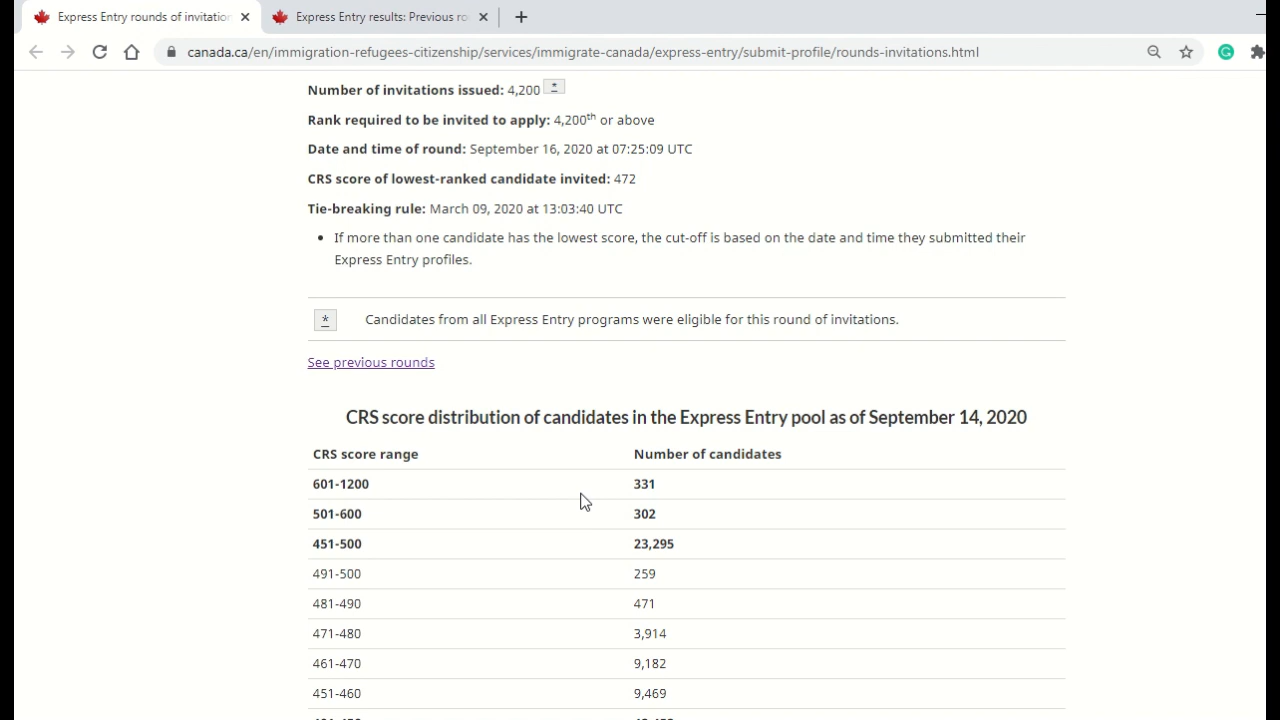 Express Entry rounds of invitation
Express Entry results: Previous ro
canada.ca/en/immigration-refugees-citizenship/services/immigrate-canada/express-entry/submit-profile/rounds-invitations.html
Number of invitations issued: 4,200 *
Rank required to be invited to apply: 4,200th or above
Date and time of round: September 16, 2020 at 07:25:09 UTC
CRS score of lowest-ranked candidate invited: 472
Tie-breaking rule: March 09, 2020 at 13:03:40 UTC
• If more than one candidate has the lowest score, the cut-off is based on the date and time they submitted their
Express Entry profiles.
* Candidates from all Express Entry programs were eligible for this round of invitations.
See previous rounds
CRS score distribution of candidates in the Express Entry pool as of September 14, 2020
CRS score range Number of candidates
601-1200 331
501-600 302
451-500 23,295
491-500 259
481-490 471
471-480 3,914
461-470 9,182
451-460 9,469